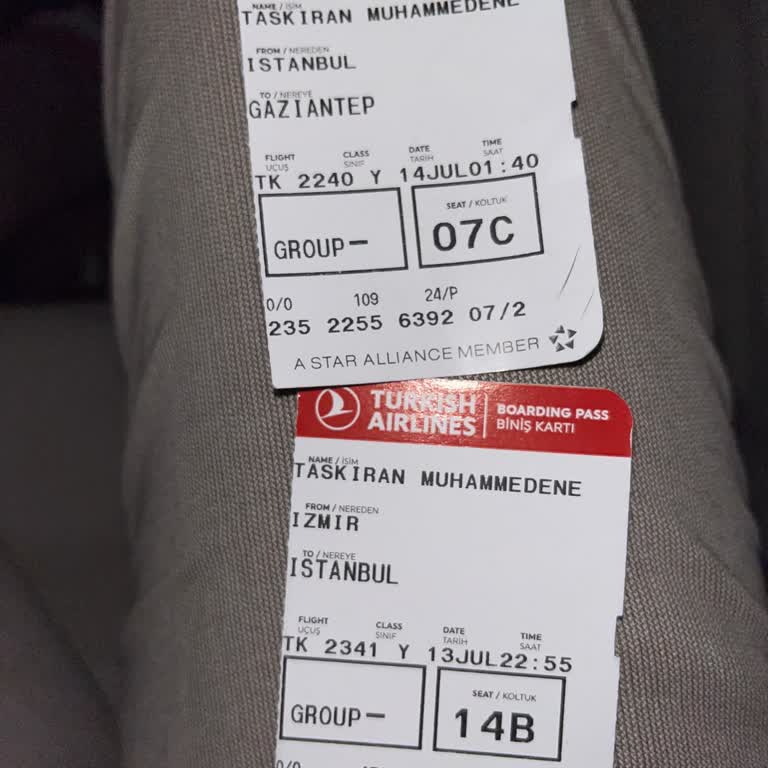 NAME / İSİM
TASKIRAN MUHAMMEDENE
FROM / NEREDEN
ISTANBUL
TO / NEREYE
GAZIANTEP
FLIGHT CLASS DATE TIME
UÇUŞ SINIF TARİH SAAT
TK 2240 Y 14JUL01:40
SEAT / KOLTUK
GROUP— 07C
0/0 109 24/P
235 2255 6392 07/2
A STAR ALLIANCE MEMBER
TURKISH AIRLINES
BOARDING PASS
BİNİŞ KARTI
NAME / İSİM
TASKIRAN MUHAMMEDENE
FROM / NEREDEN
IZMIR
TO / NEREYE
ISTANBUL
FLIGHT CLASS DATE TIME
UÇUŞ SINIF TARİH SAAT
TK 2341 Y 13JUL22:55
SEAT / KOLTUK
GROUP— 14B